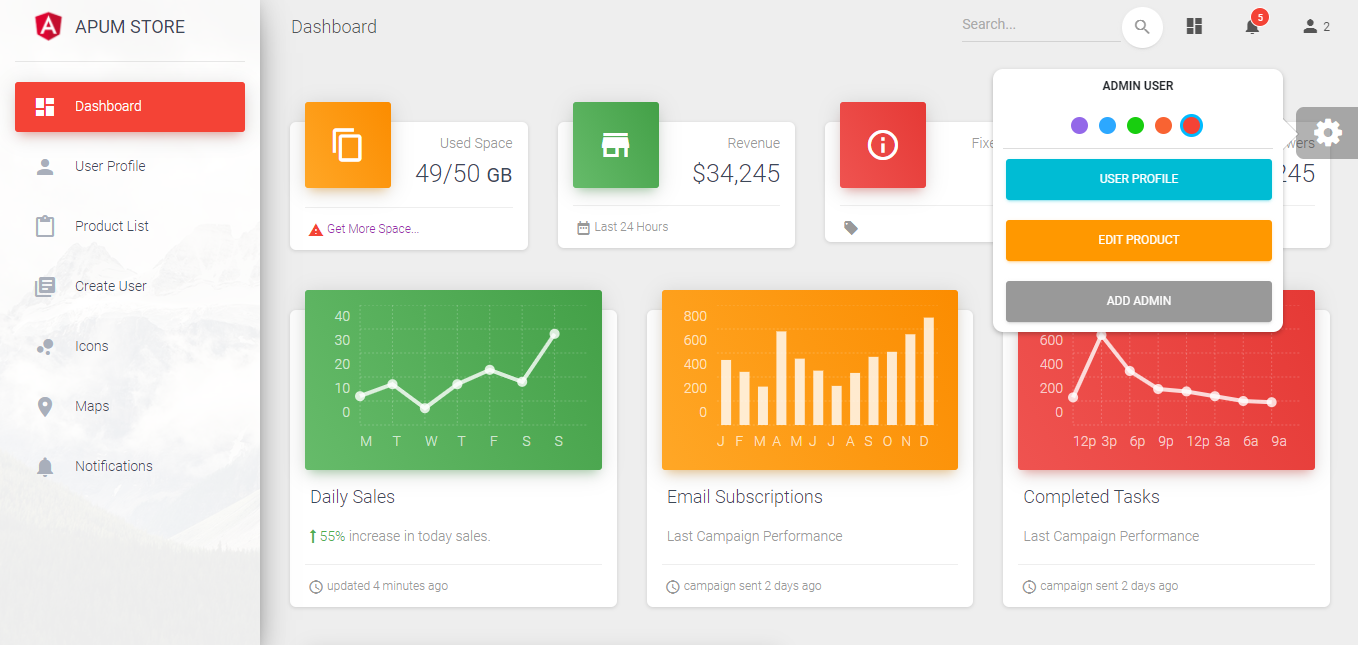 APUM STORE
Dashboard
User Profile
Product List
Create User
Icons
Maps
Notifications
Dashboard
Search...
5
2
Used Space
49/50 GB
Get More Space...
Revenue
$34,245
Last 24 Hours
Fixe
wers
245
ADMIN USER
USER PROFILE
EDIT PRODUCT
ADD ADMIN
40
30
20
10
0
M T W T F S S
Daily Sales
55% increase in today sales.
updated 4 minutes ago
800
600
400
200
0
J F M A M J J A S O N D
Email Subscriptions
Last Campaign Performance
campaign sent 2 days ago
600
400
200
0
12p 3p 6p 9p 12p 3a 6a 9a
Completed Tasks
Last Campaign Performance
campaign sent 2 days ago